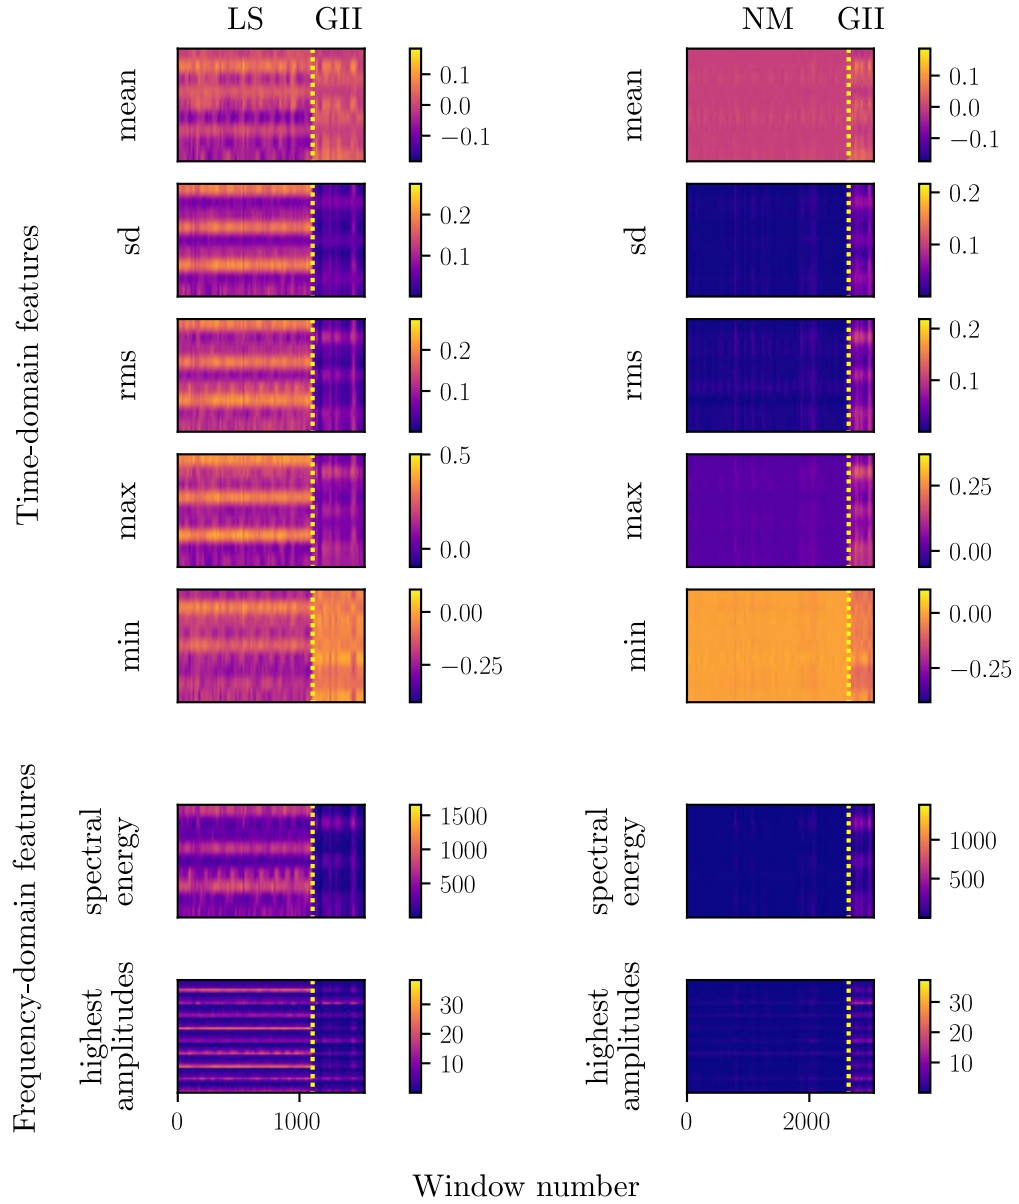 LS GII
NM GII
Time-domain features
mean
0.1
0.0
−0.1
mean
0.1
0.0
−0.1
sd
0.2
0.1
sd
0.2
0.1
rms
0.2
0.1
rms
0.2
0.1
max
0.5
0.0
max
0.25
0.00
min
0.00
−0.25
min
0.00
−0.25
Frequency-domain features
spectral
energy
1500
1000
500
spectral
energy
1000
500
highest
amplitudes
30
20
10
0 1000
highest
amplitudes
30
20
10
0 2000
Window number